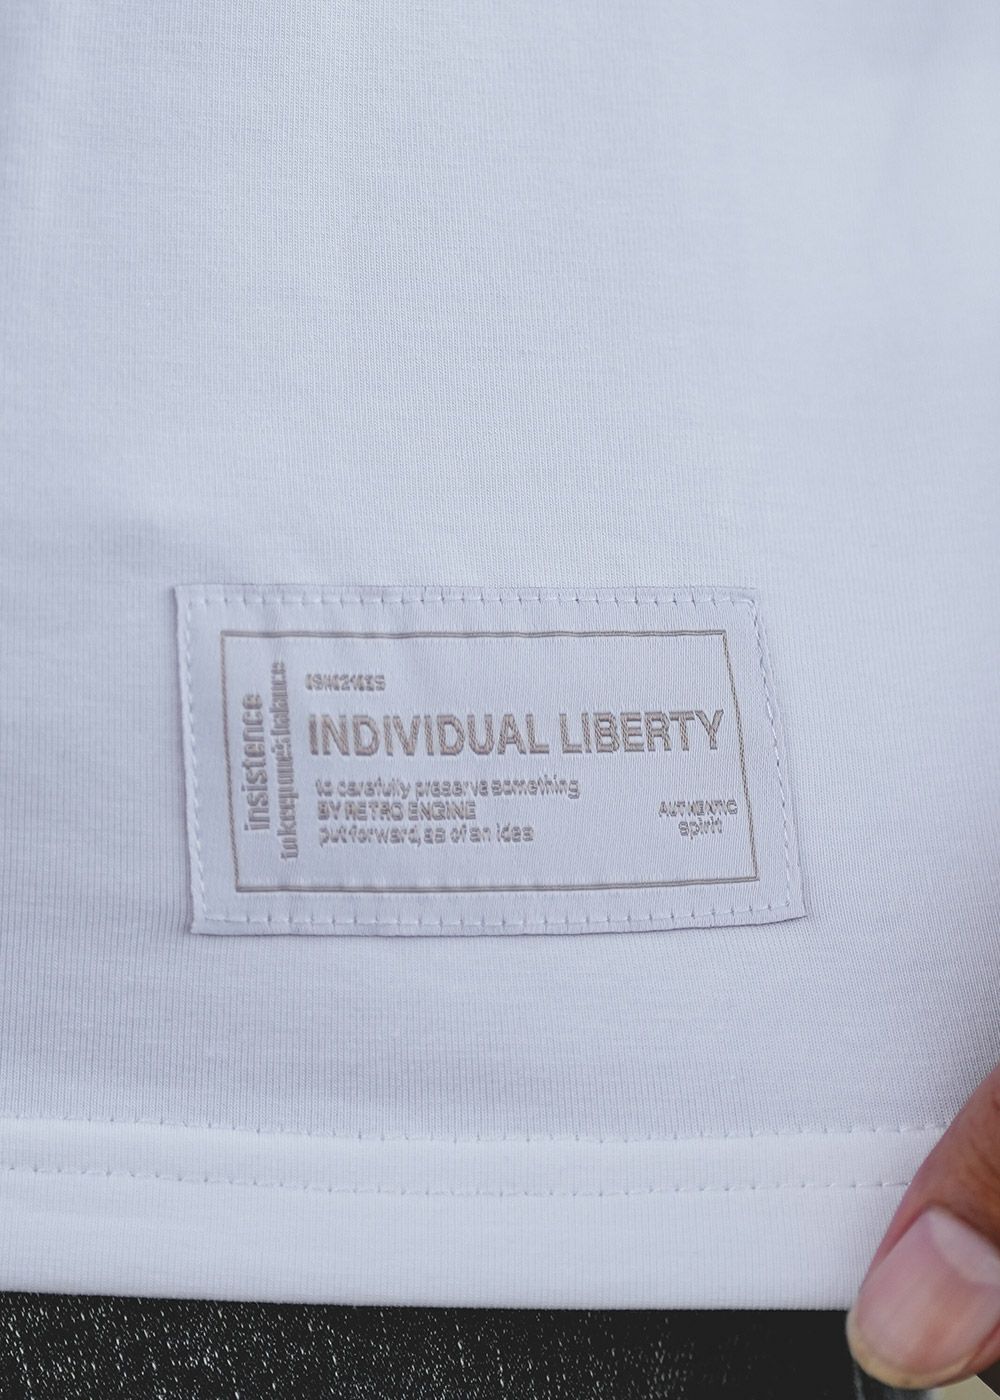 insistence
to keep one's balance
INDIVIDUAL LIBERTY
to carefully preserve something
BY RETRO ENGINE
put forward, as of an idea
AUTHENTIC
spirit